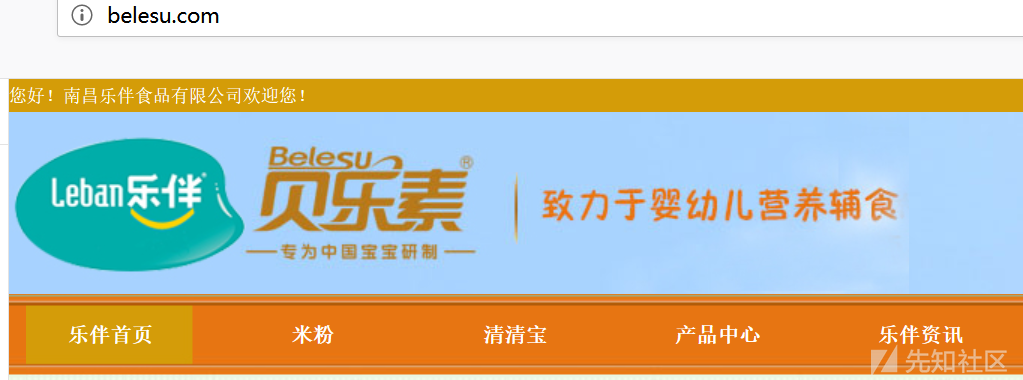 belesu.com
您好！南昌乐伴食品有限公司欢迎您！
Leban乐伴
Belesu®
贝乐素
专为中国宝宝研制
致力于婴幼儿营养辅食
乐伴首页 米粉 清清宝 产品中心 乐伴资讯
先知社区